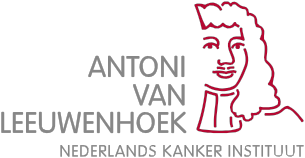 ANTONI
VAN
LEEUWENHOEK
NEDERLANDS KANKER INSTITUUT